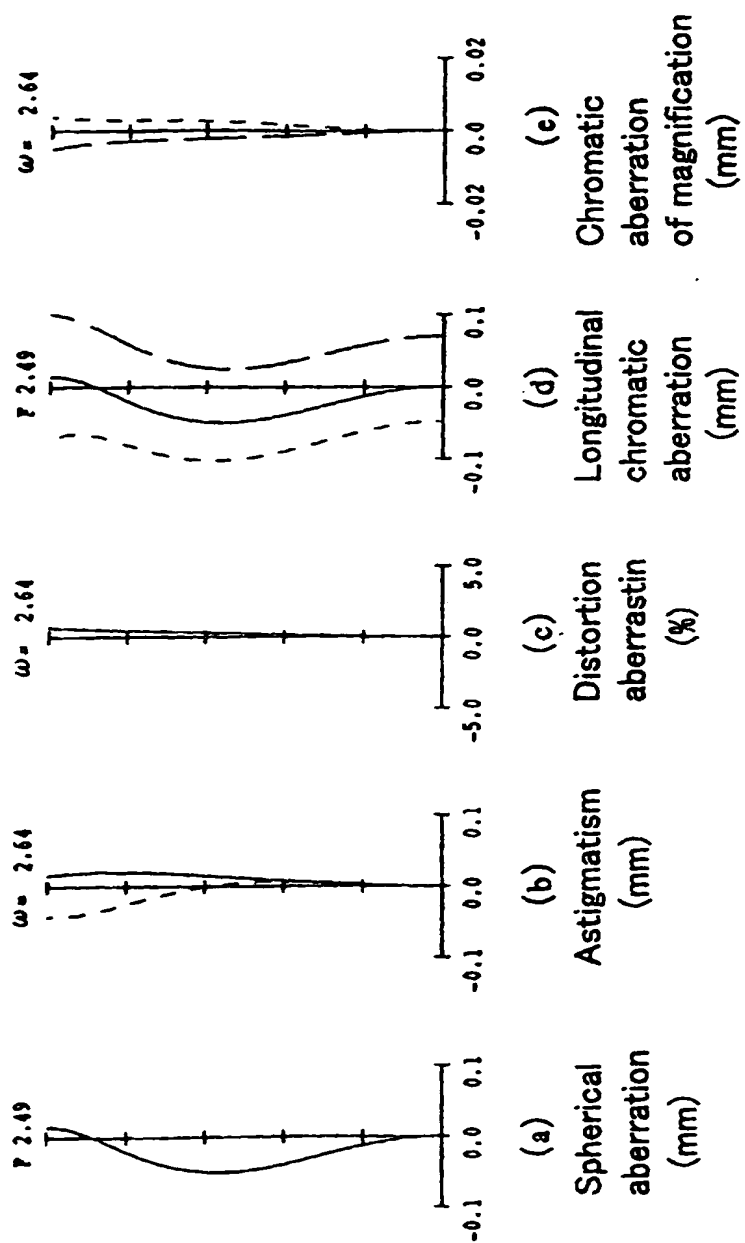 F 2.49
-0.1 0.0 0.1
(a)
Spherical
aberration
(mm)
ω= 2.64
-0.1 0.0 0.1
(b)
Astigmatism
(mm)
ω= 2.64
-5.0 0.0 5.0
(c)
Distortion
aberrastin
(%)
F 2.49
-0.1 0.0 0.1
(d)
Longitudinal
chromatic
aberration
(mm)
ω= 2.64
-0.02 0.0 0.02
(e)
Chromatic
aberration
of magnification
(mm)